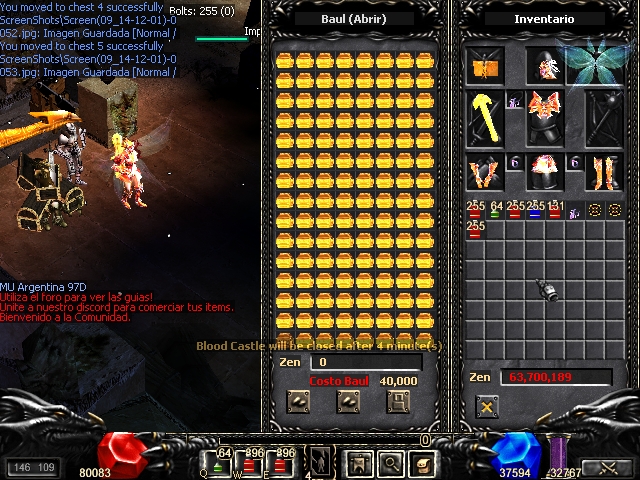 You moved to chest 4 successfully
ScreenShots\Screen(09_14-12-01)-0
052.jpg: Imagen Guardada [Normal /
You moved to chest 5 successfully
ScreenShots\Screen(09_14-12-01)-0
053.jpg: Imagen Guardada [Normal /
Bolts: 255 (0)
Imp
Baul (Abrir)
Inventario
6
6
255 64 255 255 131
255
MU Argentina 97D
Utiliza el foro para ver las guias!
Unite a nuestro discord para comerciar tus items.
Bienvenido a la Comunidad.
Blood Castle will be closed after 4 minute(s)
Zen 0
Costo Baul 40,000
Zen 63,700,189
0
64 896 896
Q W E
146 109
80083
37594
-32767